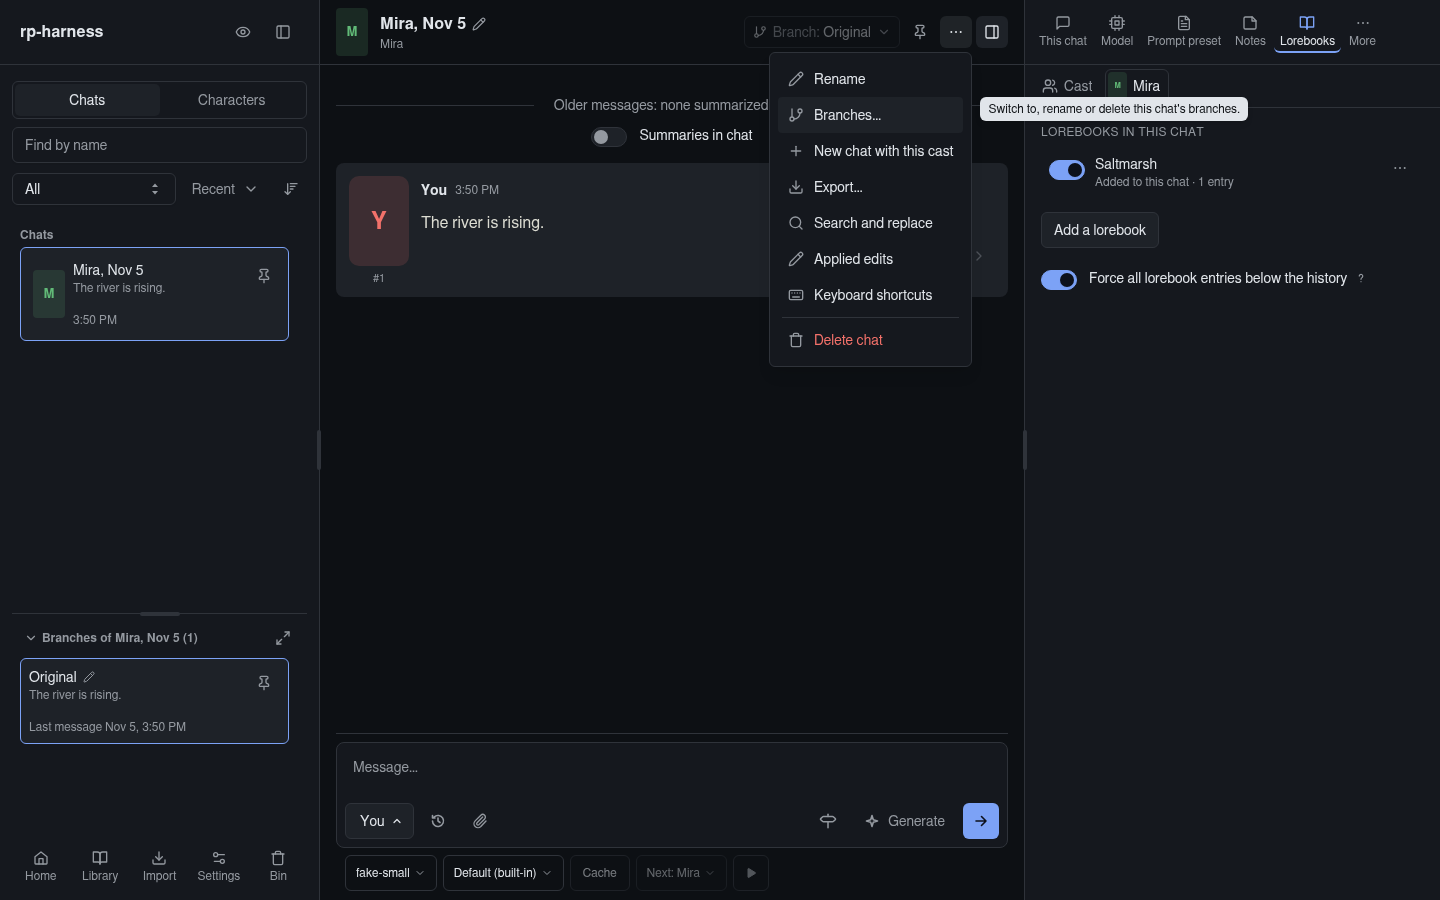 rp-harness
Chats
Characters
Find by name
All
Recent
Chats
M
Mira, Nov 5
The river is rising.
3:50 PM
Branches of Mira, Nov 5 (1)
Original
The river is rising.
Last message Nov 5, 3:50 PM
Home
Library
Import
Settings
Bin
M
Mira, Nov 5
Mira
Branch: Original
Older messages: none summarized
Summaries in chat
Y
You 3:50 PM
The river is rising.
#1
Rename
Branches...
New chat with this cast
Export...
Search and replace
Applied edits
Keyboard shortcuts
Delete chat
Message...
You
Generate
fake-small
Default (built-in)
Cache
Next: Mira
This chat
Model
Prompt preset
Notes
Lorebooks
More
Cast
M
Mira
Switch to, rename or delete this chat's branches.
LOREBOOKS IN THIS CHAT
Saltmarsh
Added to this chat · 1 entry
Add a lorebook
Force all lorebook entries below the history ?